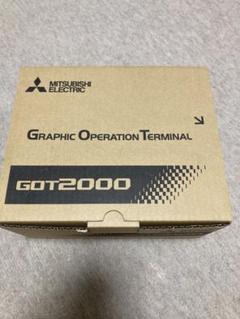 MITSUBISHI
ELECTRIC
GRAPHIC OPERATION TERMINAL
GOT2000